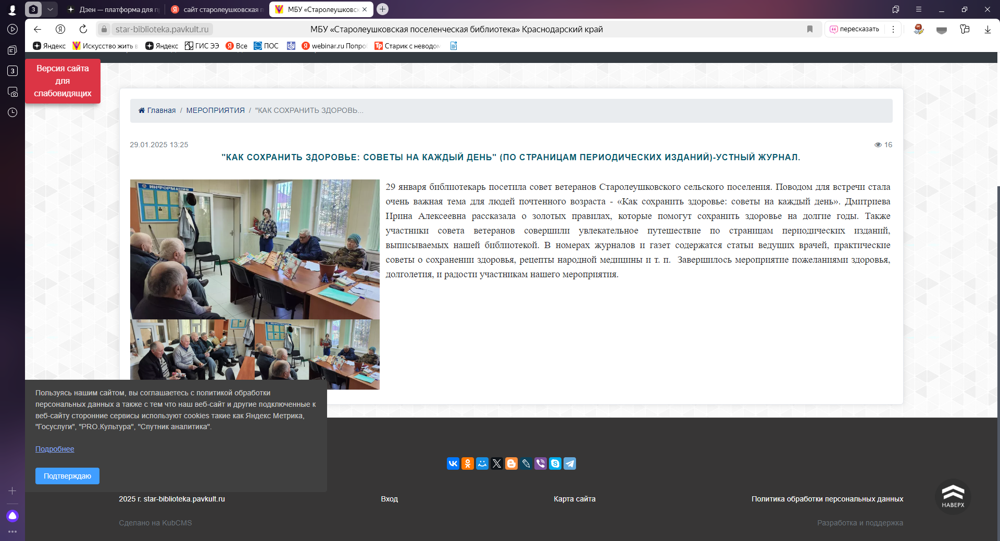 3
Дзен — платформа для п
сайт старолеушковская п
МБУ «Старолеушковск
star-biblioteka.pavkult.ru
МБУ «Старолеушковская поселенческая библиотека» Краснодарский край
пересказать
Яндекс
Искусство жить в
Яндекс
ГИС ЭЭ
Все
ПОС
webinar.ru Попро
Старик с неводом
3
Версия сайта
для
слабовидящих
Главная / МЕРОПРИЯТИЯ / "КАК СОХРАНИТЬ ЗДОРОВЬ...
29.01.2025 13:25
16
"КАК СОХРАНИТЬ ЗДОРОВЬЕ: СОВЕТЫ НА КАЖДЫЙ ДЕНЬ" (ПО СТРАНИЦАМ ПЕРИОДИЧЕСКИХ ИЗДАНИЙ)-УСТНЫЙ ЖУРНАЛ.
ИНФОРМАЦИЯ
29 января библиотекарь посетила совет ветеранов Старолеушковского сельского поселения. Поводом для встречи стала
очень важная тема для людей почтенного возраста - «Как сохранить здоровье: советы на каждый день». Дмитриева
Ирина Алексеевна рассказала о золотых правилах, которые помогут сохранить здоровье на долгие годы. Также
участники совета ветеранов совершили увлекательное путешествие по страницам периодических изданий,
выписываемых нашей библиотекой. В номерах журналов и газет содержатся статьи ведущих врачей, практические
советы о сохранении здоровья, рецепты народной медицины и т. п. Завершилось мероприятие пожеланиями здоровья,
долголетия, и радости участникам нашего мероприятия.
Пользуясь нашим сайтом, вы соглашаетесь с политикой обработки
персональных данных а также с тем что наш веб-сайт и другие подключенные к
веб-сайту сторонние сервисы используют cookies такие как Яндекс Метрика,
"Госуслуги", "PRO.Культура", "Спутник аналитика".
Подробнее
Подтверждаю
НАВЕРХ
2025 г. star-biblioteka.pavkult.ru
Вход
Карта сайта
Политика обработки персональных данных
Сделано на KubCMS
Разработка и поддержка